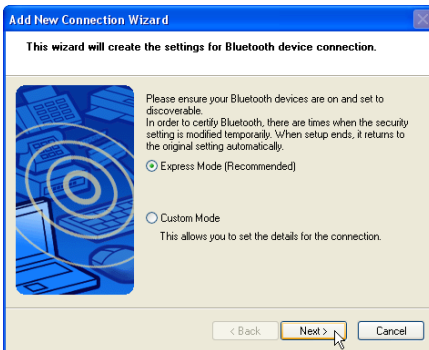 Add New Connection Wizard
This wizard will create the settings for Bluetooth device connection.
Please ensure your Bluetooth devices are on and set to
discoverable.
In order to certify Bluetooth, there are times when the security
setting is modified temporarily. When setup ends, it returns to
the original setting automatically.
Express Mode (Recommended)
Custom Mode
This allows you to set the details for the connection.
< Back Next > Cancel